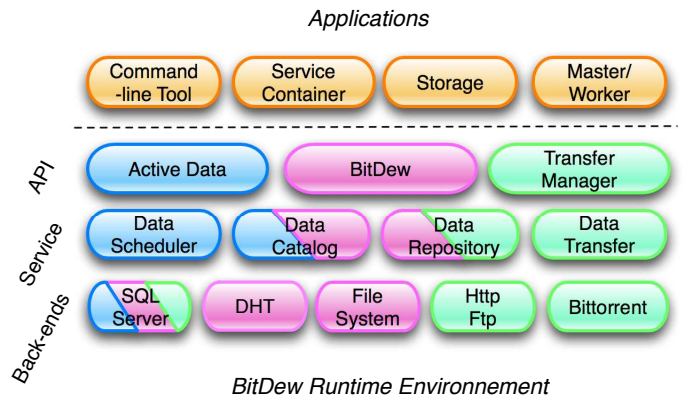 Applications
Command
-line Tool
Service
Container
Storage
Master/
Worker
API
Active Data
BitDew
Transfer
Manager
Service
Data
Scheduler
Data
Catalog
Data
Repository
Data
Transfer
Back-ends
SQL
Server
DHT
File
System
Http
Ftp
Bittorrent
BitDew Runtime Environnement